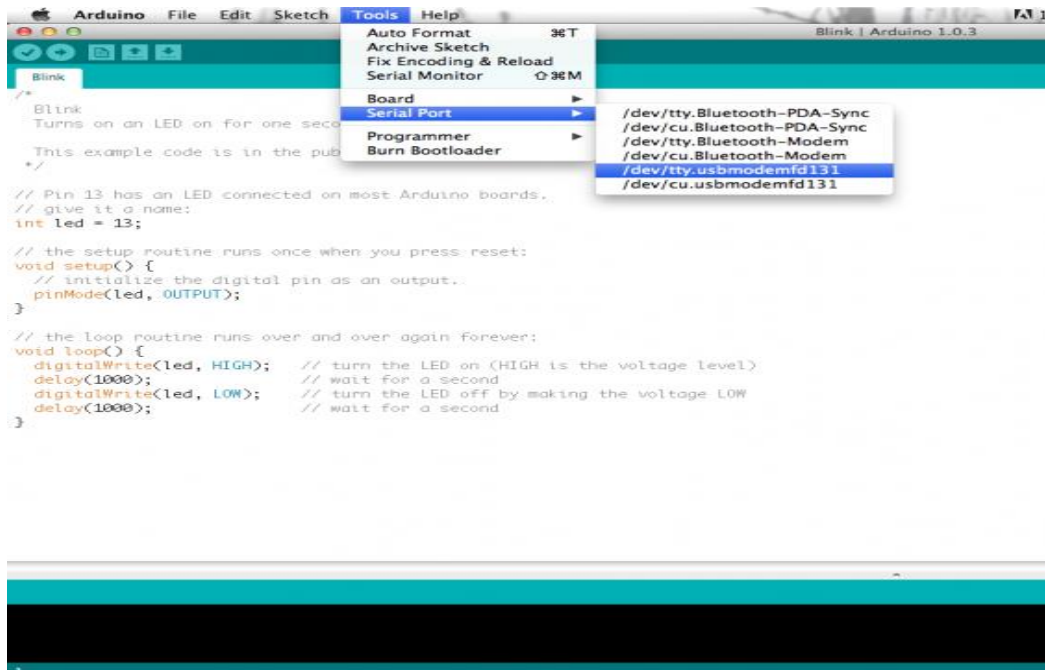 Arduino File Edit Sketch Tools Help
Blink | Arduino 1.0.3
Auto Format ⌘T
Archive Sketch
Fix Encoding & Reload
Serial Monitor ⇧⌘M
Board
Serial Port
Programmer
Burn Bootloader
/dev/tty.Bluetooth-PDA-Sync
/dev/cu.Bluetooth-PDA-Sync
/dev/tty.Bluetooth-Modem
/dev/cu.Bluetooth-Modem
/dev/tty.usbmodemfd131
/dev/cu.usbmodemfd131
Blink
/*
Blink
Turns on an LED on for one seco
This example code is in the pub
*/
// Pin 13 has an LED connected on most Arduino boards.
// give it a name:
int led = 13;
// the setup routine runs once when you press reset:
void setup() {
// initialize the digital pin as an output.
pinMode(led, OUTPUT);
}
// the loop routine runs over and over again forever:
void loop() {
digitalWrite(led, HIGH); // turn the LED on (HIGH is the voltage level)
delay(1000); // wait for a second
digitalWrite(led, LOW); // turn the LED off by making the voltage LOW
delay(1000); // wait for a second
}